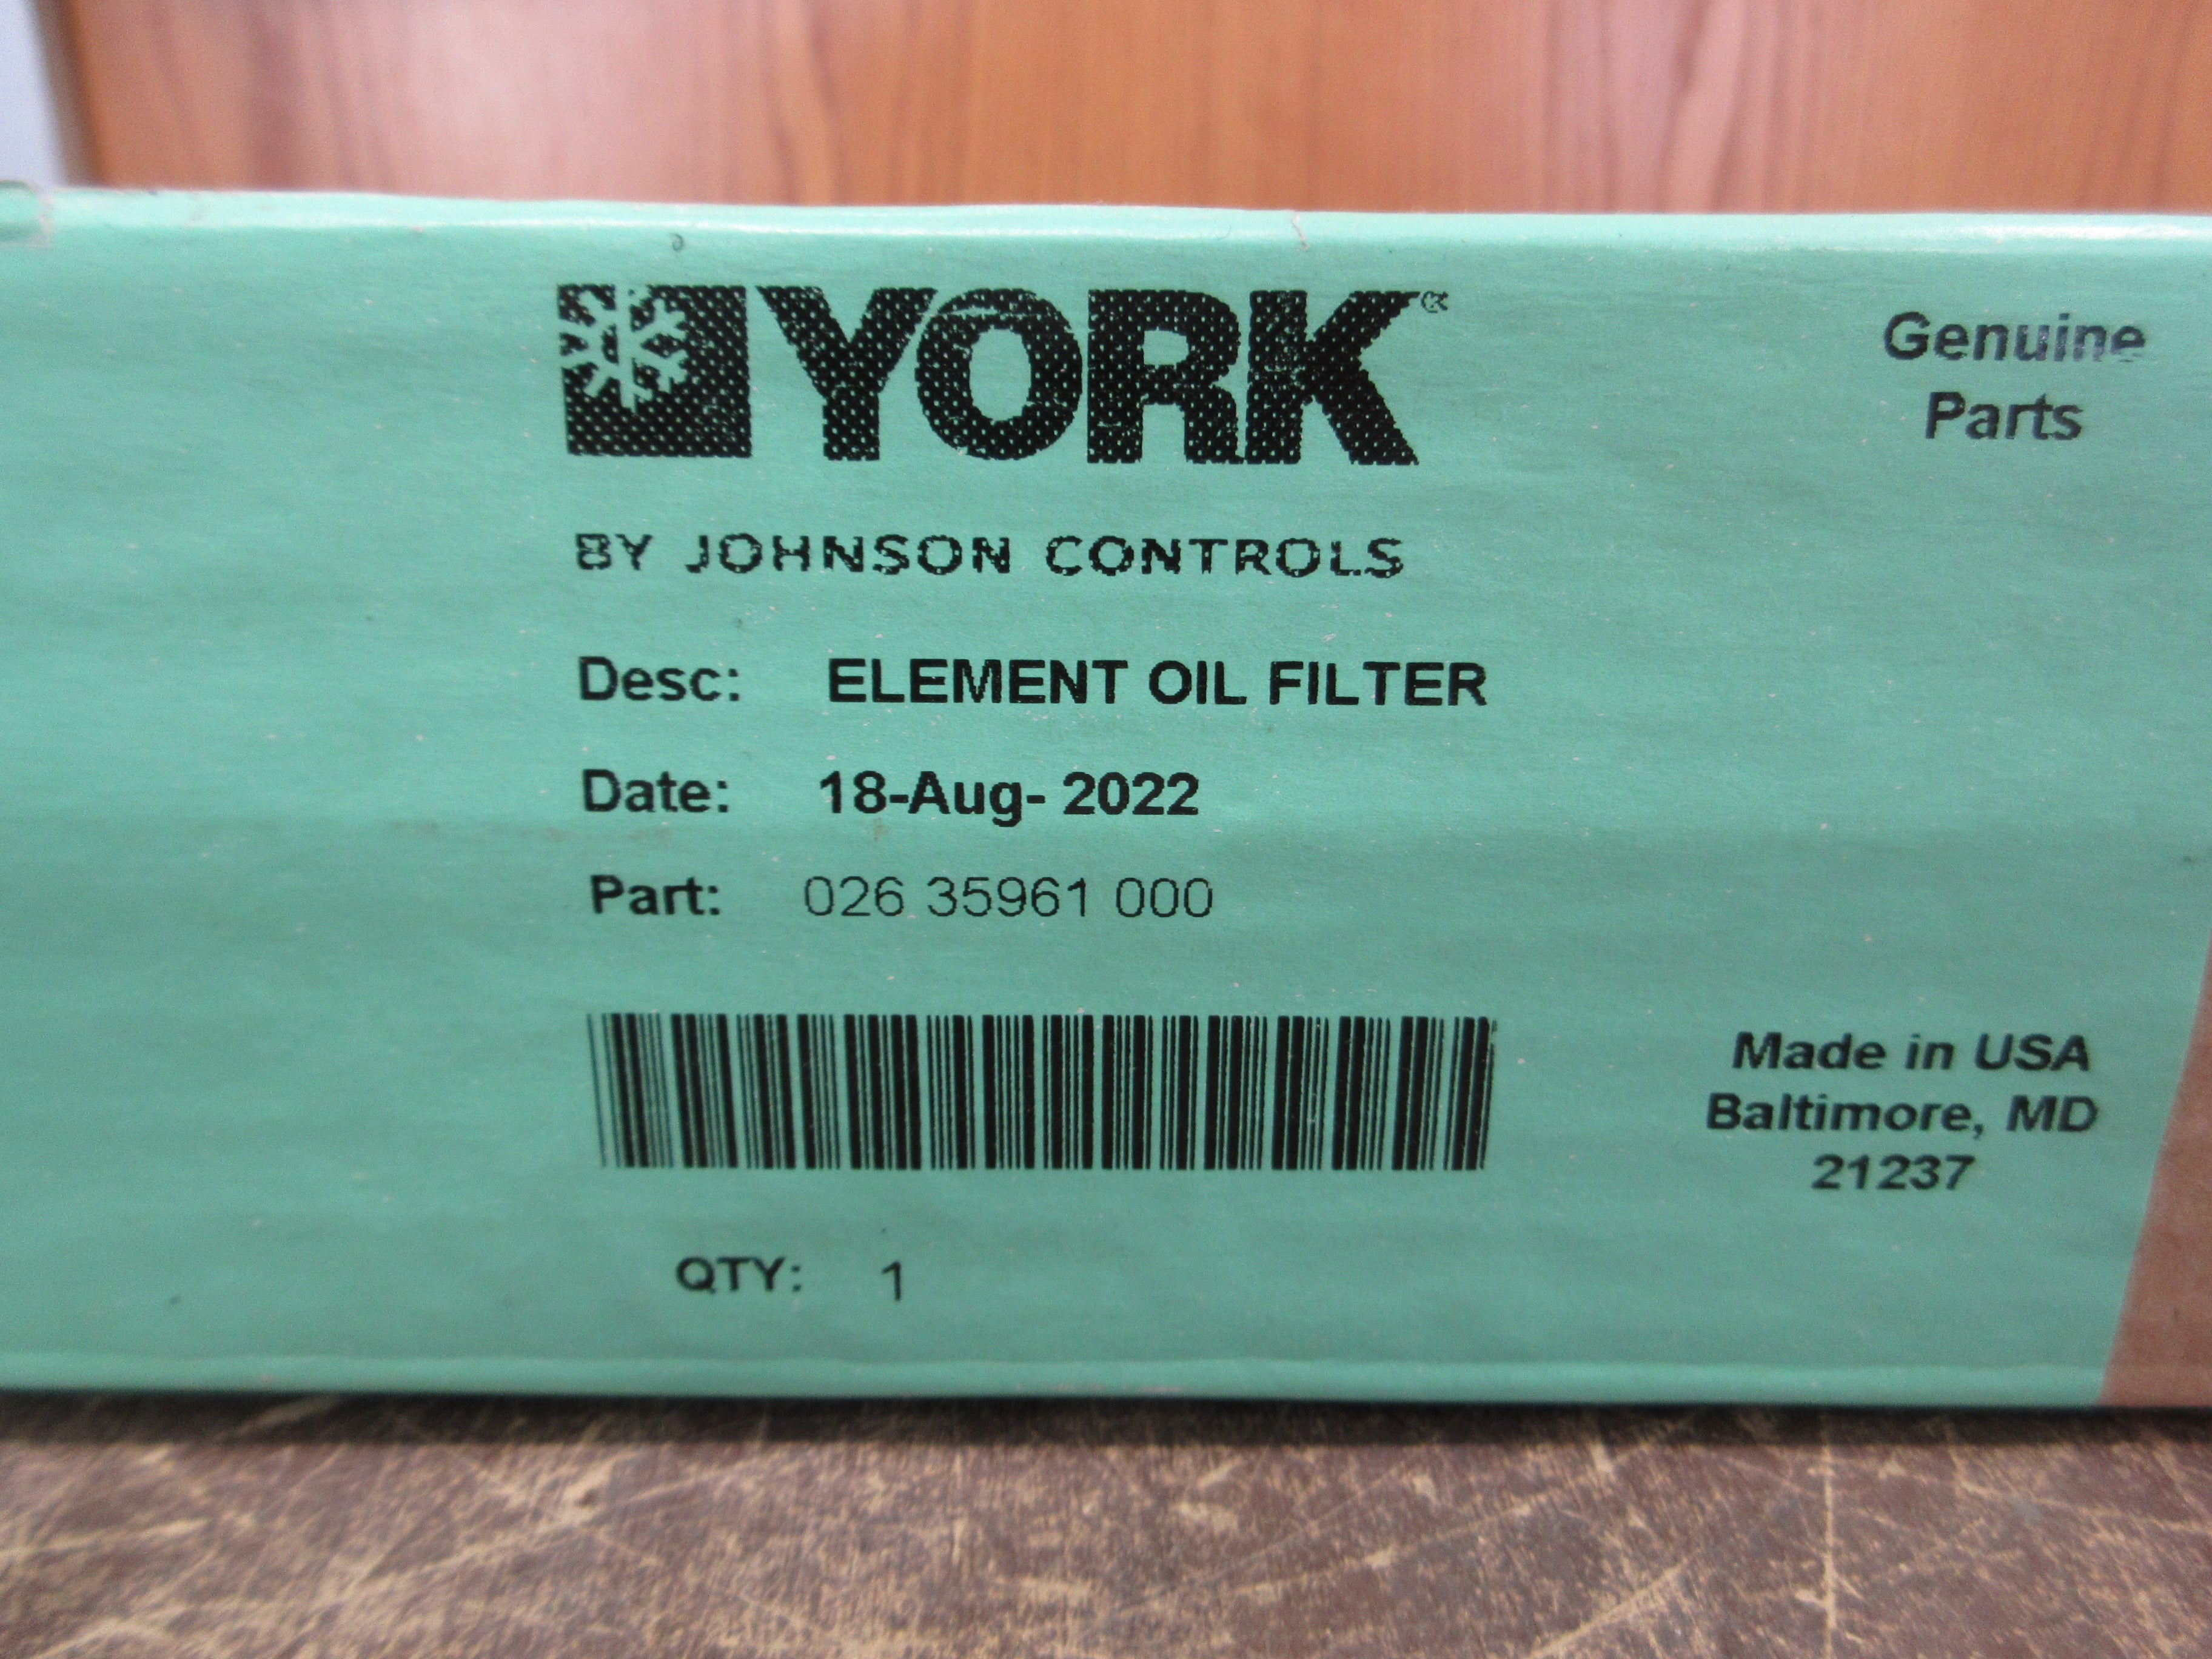 YORK®
Genuine
Parts
BY JOHNSON CONTROLS
Desc: ELEMENT OIL FILTER
Date: 18-Aug- 2022
Part: 026 35961 000
Made in USA
Baltimore, MD
21237
QTY: 1